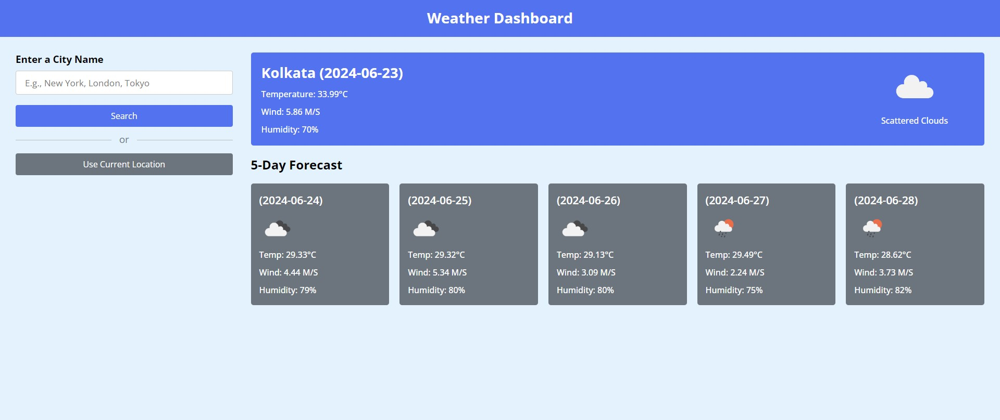 Weather Dashboard
Enter a City Name
E.g., New York, London, Tokyo
Search
or
Use Current Location
Kolkata (2024-06-23)
Temperature: 33.99°C
Wind: 5.86 M/S
Humidity: 70%
Scattered Clouds
5-Day Forecast
(2024-06-24)
Temp: 29.33°C
Wind: 4.44 M/S
Humidity: 79%
(2024-06-25)
Temp: 29.32°C
Wind: 5.34 M/S
Humidity: 80%
(2024-06-26)
Temp: 29.13°C
Wind: 3.09 M/S
Humidity: 80%
(2024-06-27)
Temp: 29.49°C
Wind: 2.24 M/S
Humidity: 75%
(2024-06-28)
Temp: 28.62°C
Wind: 3.73 M/S
Humidity: 82%